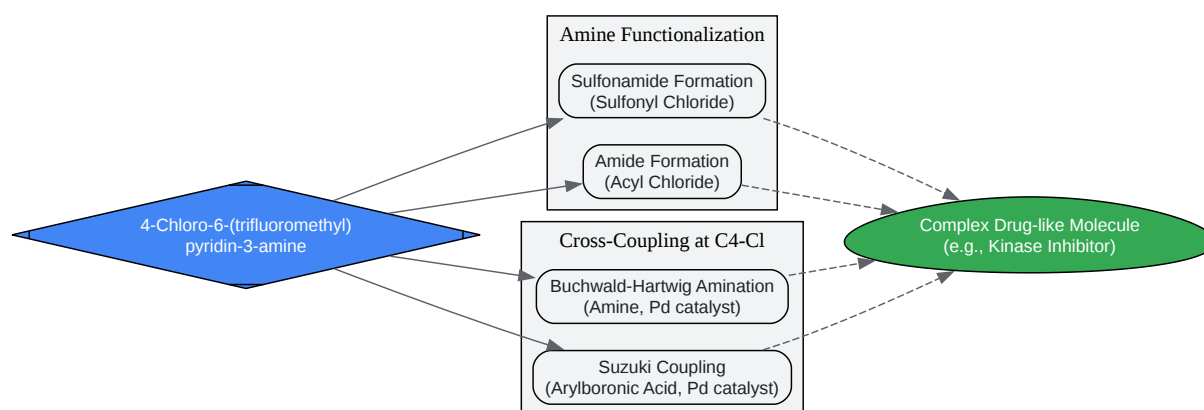 4-Chloro-6-(trifluoromethyl)
pyridin-3-amine
Amine Functionalization
Sulfonamide Formation
(Sulfonyl Chloride)
Amide Formation
(Acyl Chloride)
Cross-Coupling at C4-Cl
Buchwald-Hartwig Amination
(Amine, Pd catalyst)
Suzuki Coupling
(Arylboronic Acid, Pd catalyst)
Complex Drug-like Molecule
(e.g., Kinase Inhibitor)